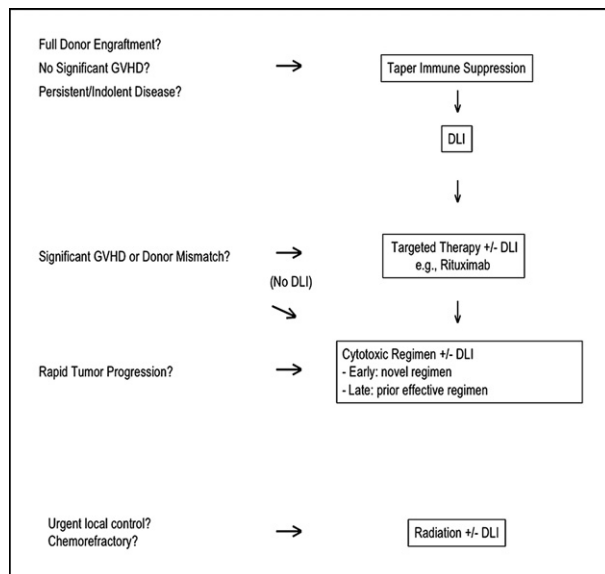 Full Donor Engraftment?
No Significant GVHD?
Persistent/Indolent Disease?
Taper Immune Suppression
DLI
Significant GVHD or Donor Mismatch?
(No DLI)
Targeted Therapy +/- DLI
e.g., Rituximab
Rapid Tumor Progression?
Cytotoxic Regimen +/- DLI
- Early: novel regimen
- Late: prior effective regimen
Urgent local control?
Chemorefractory?
Radiation +/- DLI